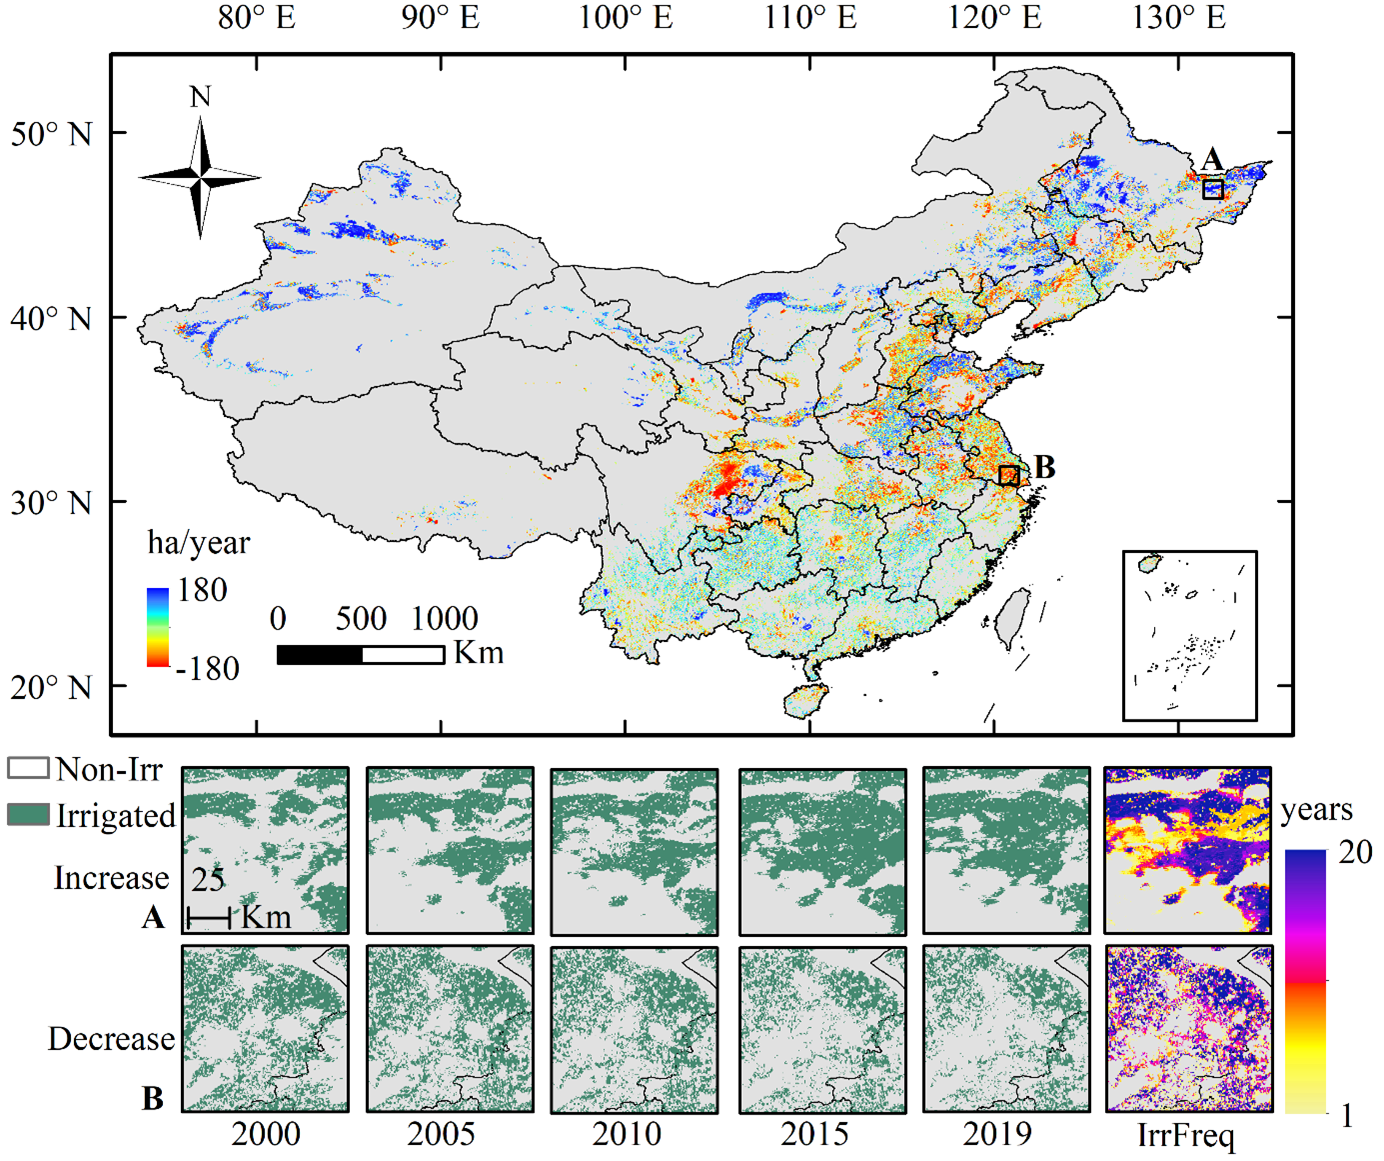 80° E 90° E 100° E 110° E 120° E 130° E
N
50° N
40° N
30° N
20° N
A
B
ha/year
180
-180
0 500 1000
Km
Non-Irr
Irrigated
Increase
A
25
Km
years
20
1
Decrease
B
2000 2005 2010 2015 2019 IrrFreq